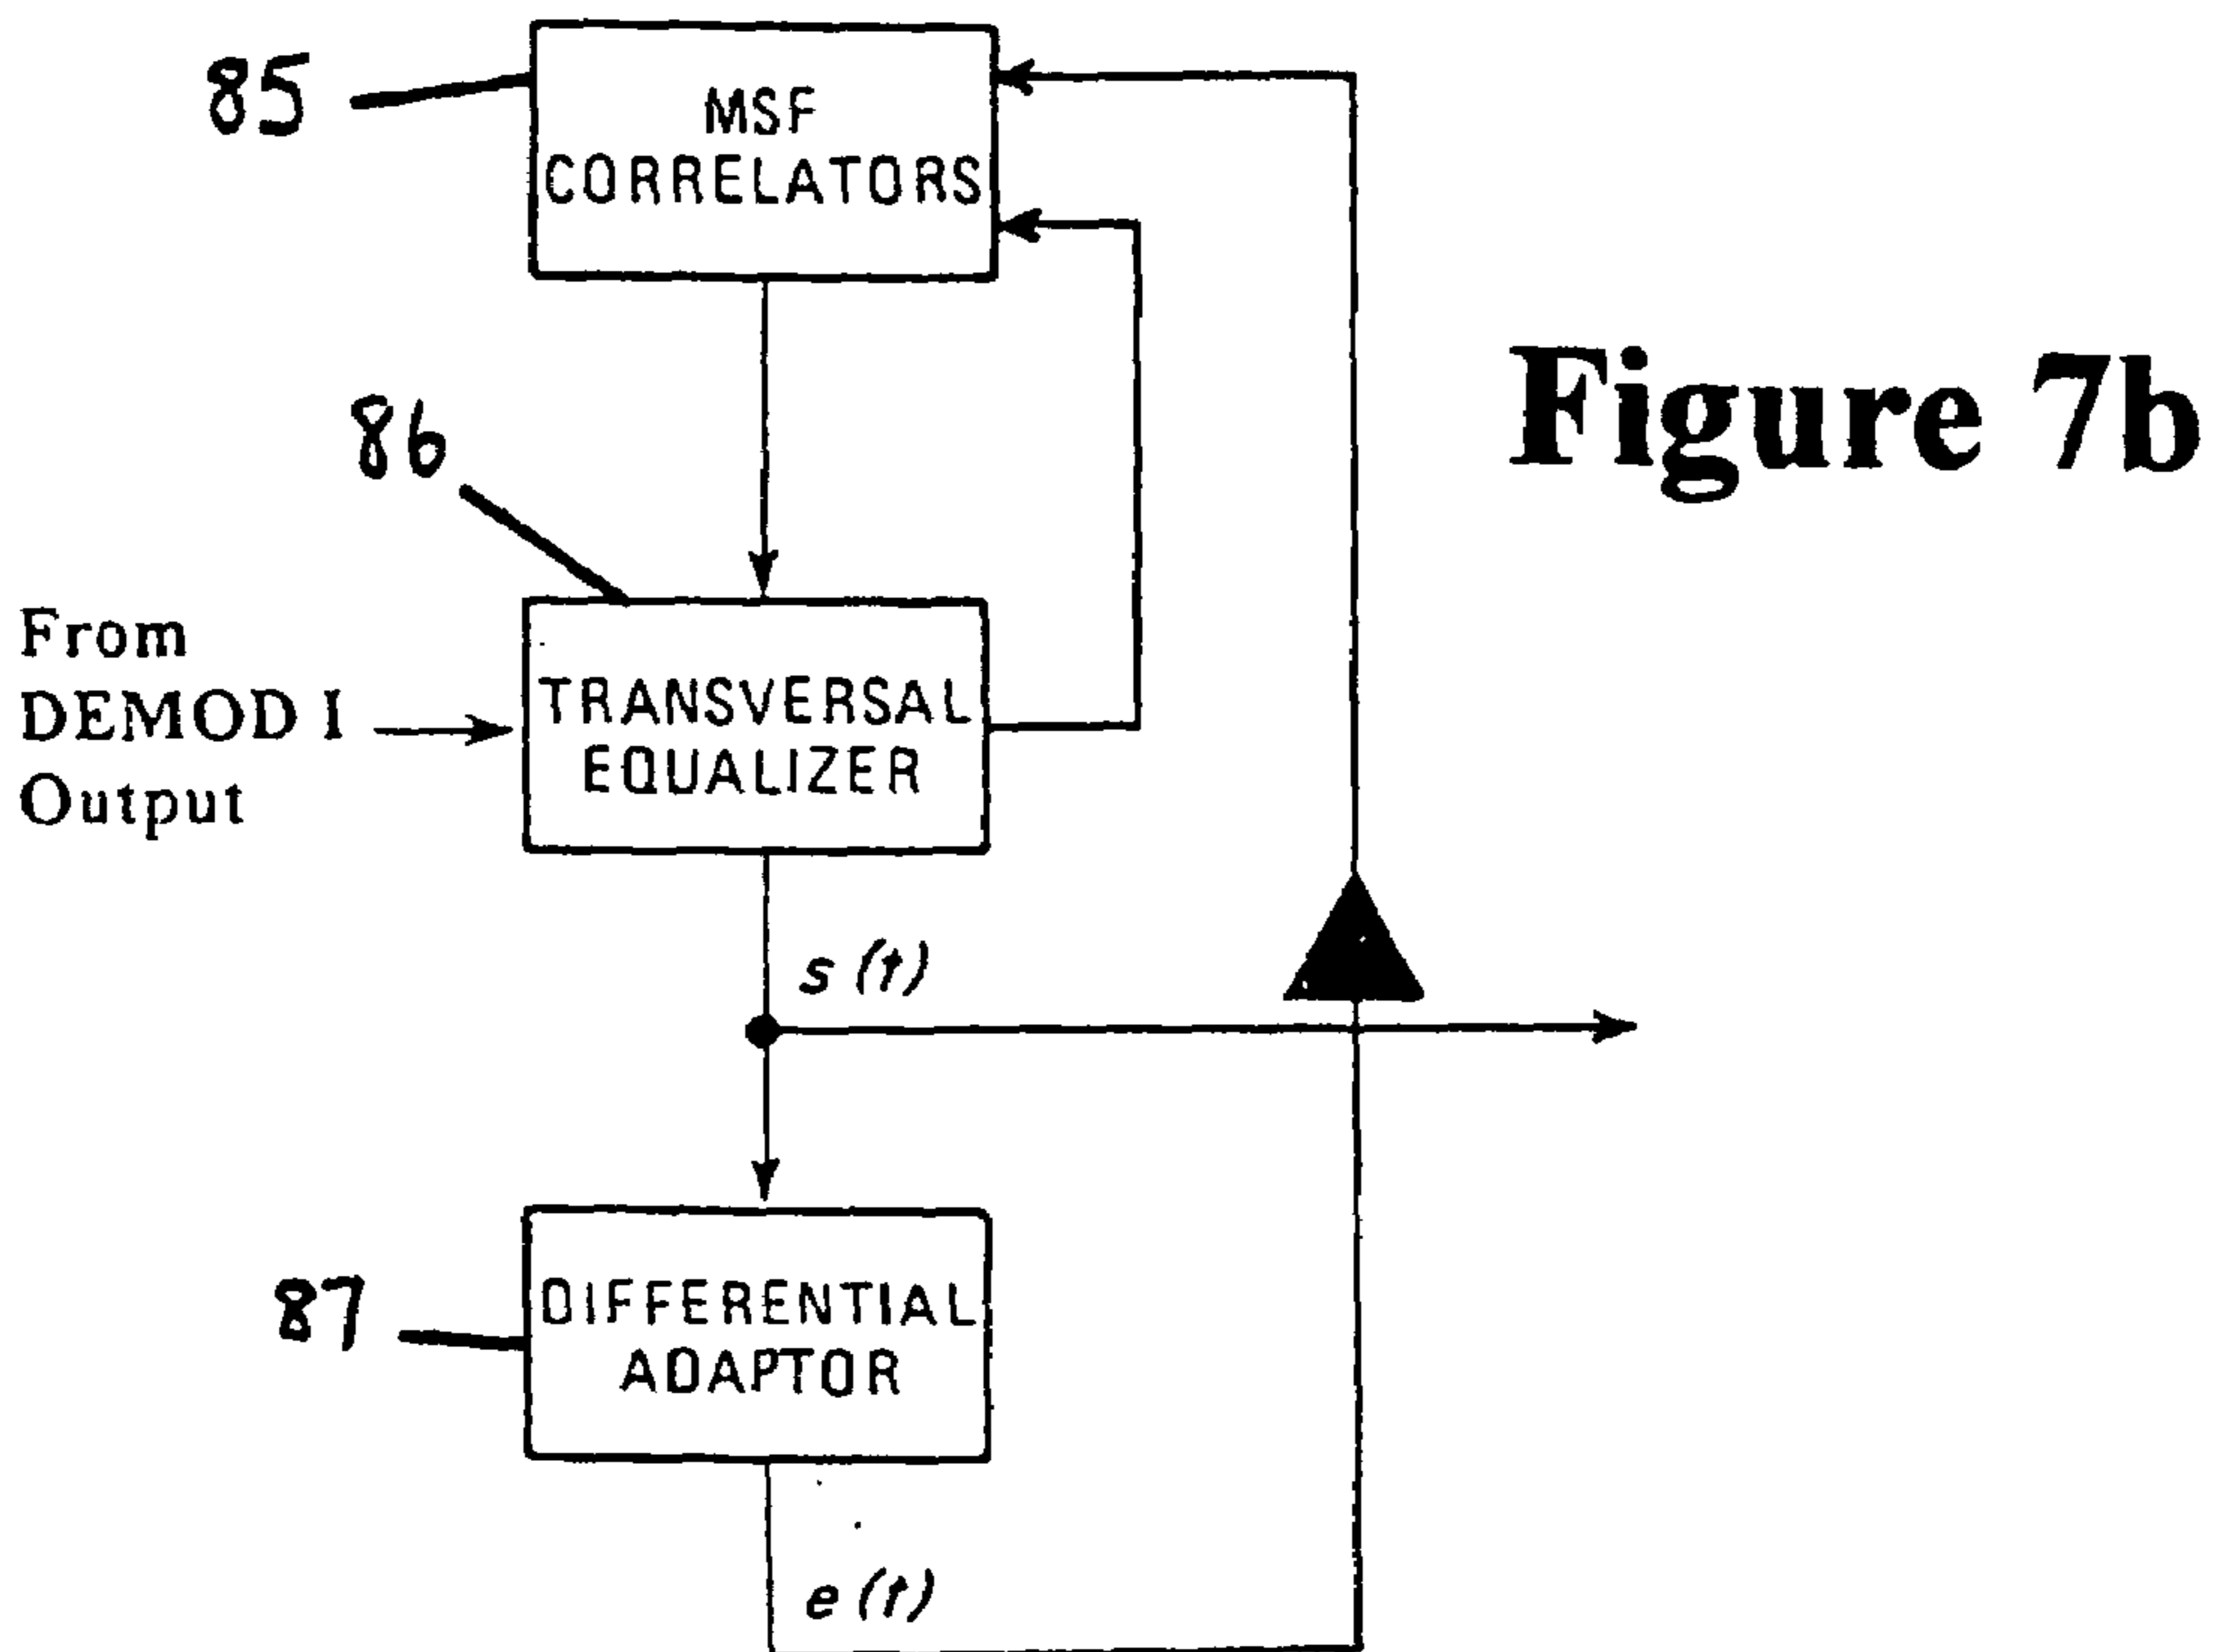 85
MSF
CORRELATORS
Figure 7b
86
From
DEMOD I
Output
TRANSVERSAL
EQUALIZER
s(t)
87
DIFFERENTIAL
ADAPTOR
e(t)